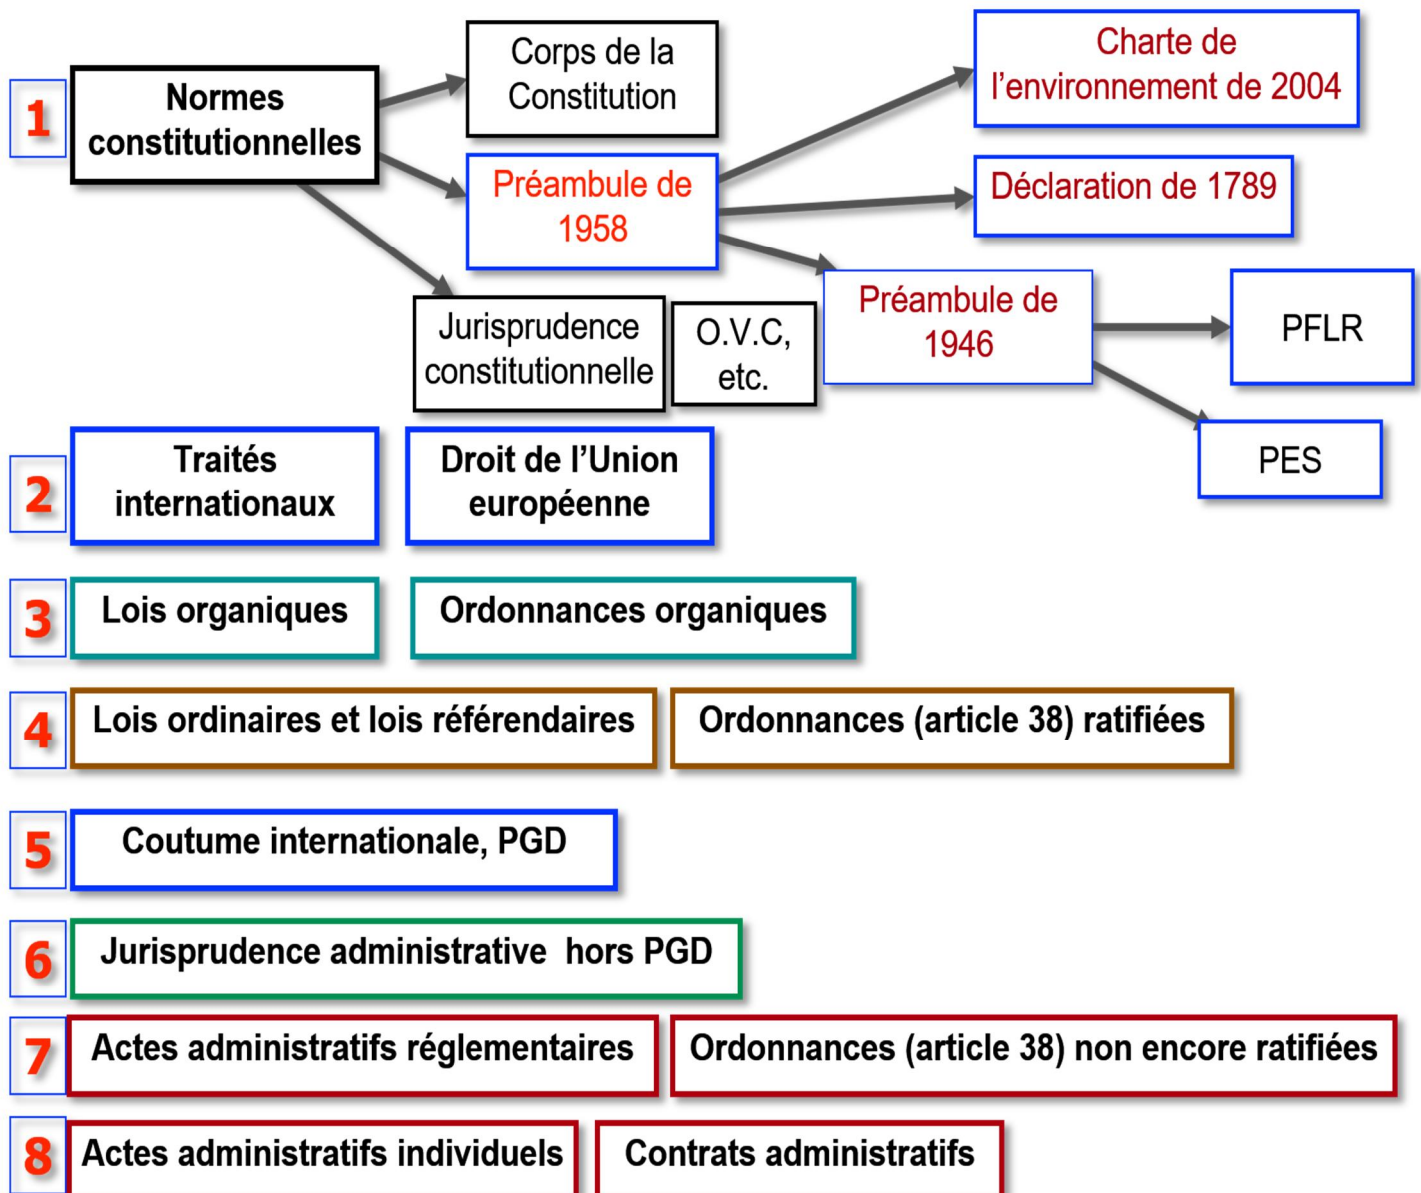 1
Normes
constitutionnelles
Corps de la
Constitution
Préambule de
1958
Charte de
l’environnement de 2004
Déclaration de 1789
Préambule de
1946
PFLR
PES
Jurisprudence
constitutionnelle
O.V.C,
etc.
2
Traités
internationaux
Droit de l’Union
européenne
3
Lois organiques
Ordonnances organiques
4
Lois ordinaires et lois référendaires
Ordonnances (article 38) ratifiées
5
Coutume internationale, PGD
6
Jurisprudence administrative  hors PGD
7
Actes administratifs réglementaires
Ordonnances (article 38) non encore ratifiées
8
Actes administratifs individuels
Contrats administratifs